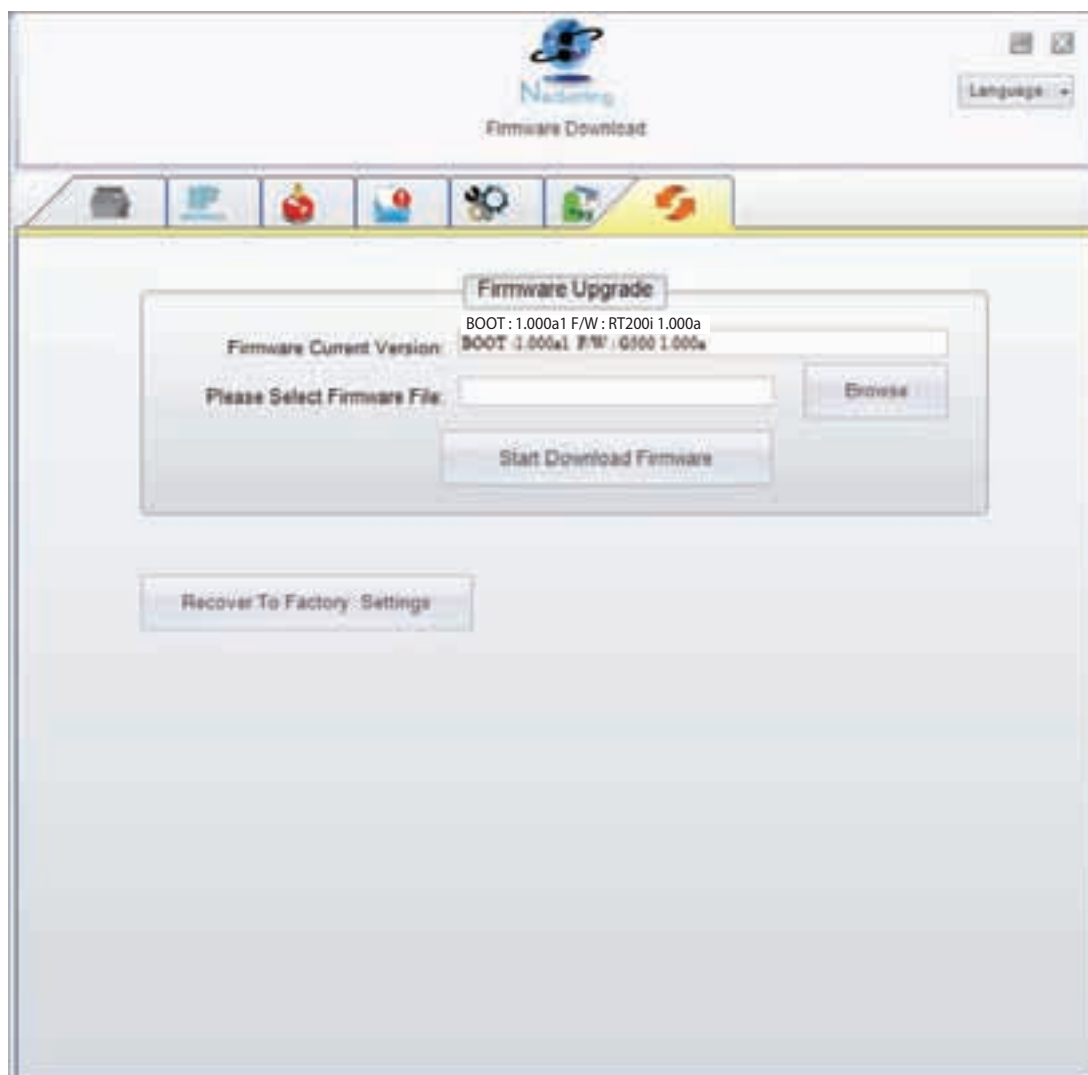 Firmware Download
Language
IP
Firmware Upgrade
BOOT : 1.000a1 F/W : RT200i 1.000a
Firmware Current Version: BOOT :1.000a1 F/W : G500 1.000a
Please Select Firmware File:
Browse
Start Download Firmware
Recover To Factory Settings